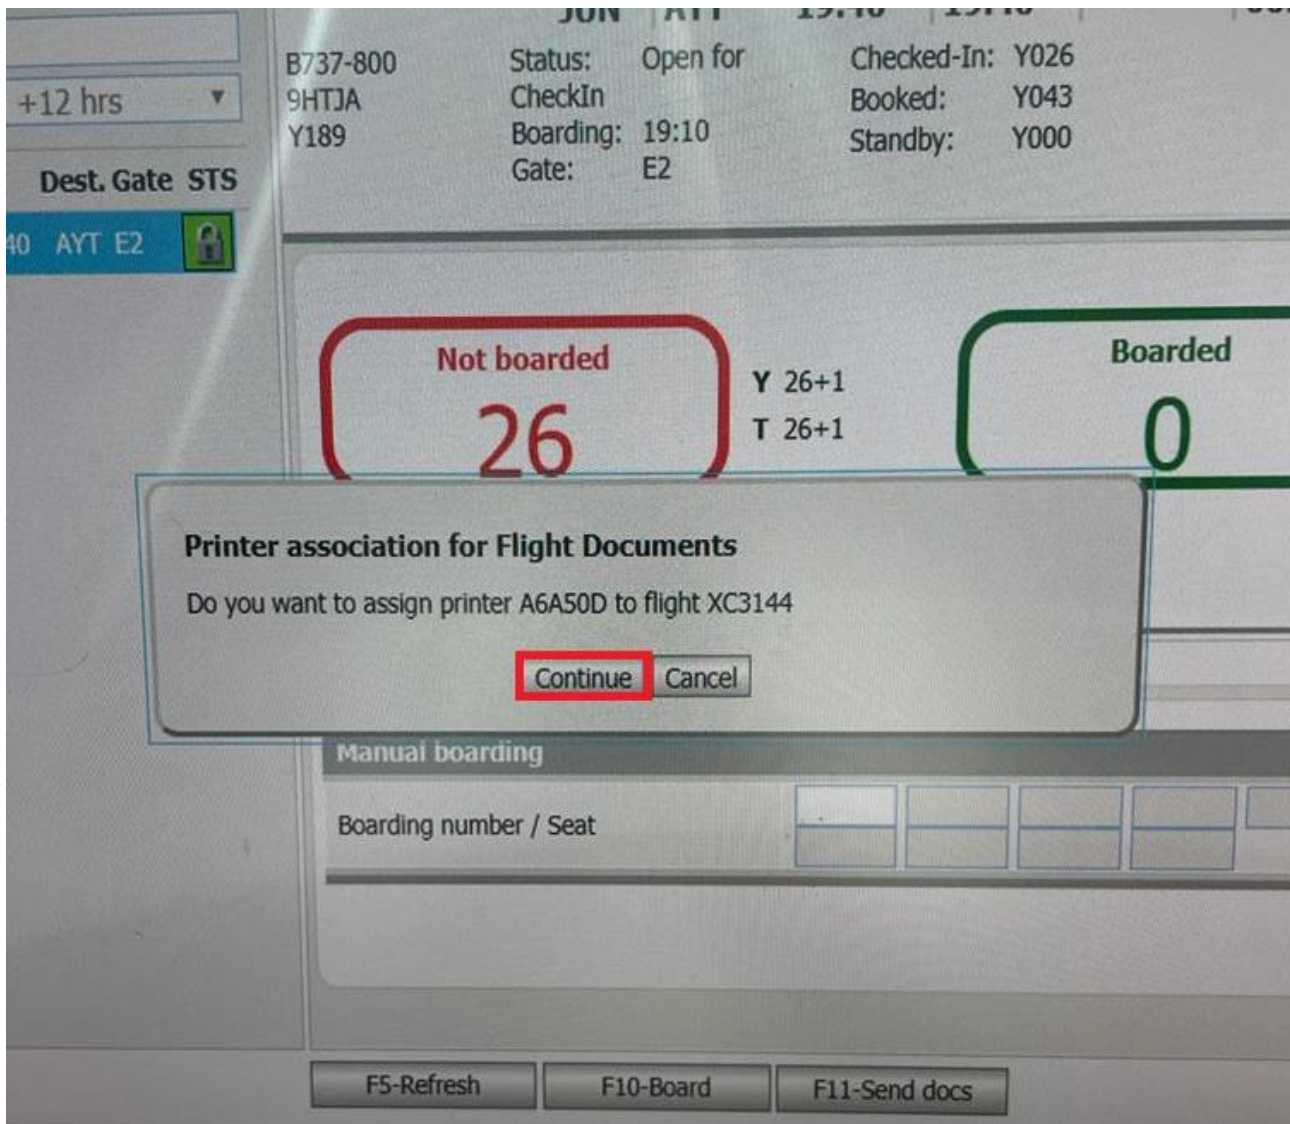 +12 hrs
Dest. Gate STS
40 AYT E2
B737-800
9HTJA
Y189
Status: Open for
CheckIn
Boarding: 19:10
Gate: E2
Checked-In: Y026
Booked: Y043
Standby: Y000
Not boarded
26
Y 26+1
T 26+1
Boarded
0
Printer association for Flight Documents
Do you want to assign printer A6A50D to flight XC3144
Continue Cancel
Manual boarding
Boarding number / Seat
F5-Refresh F10-Board F11-Send docs